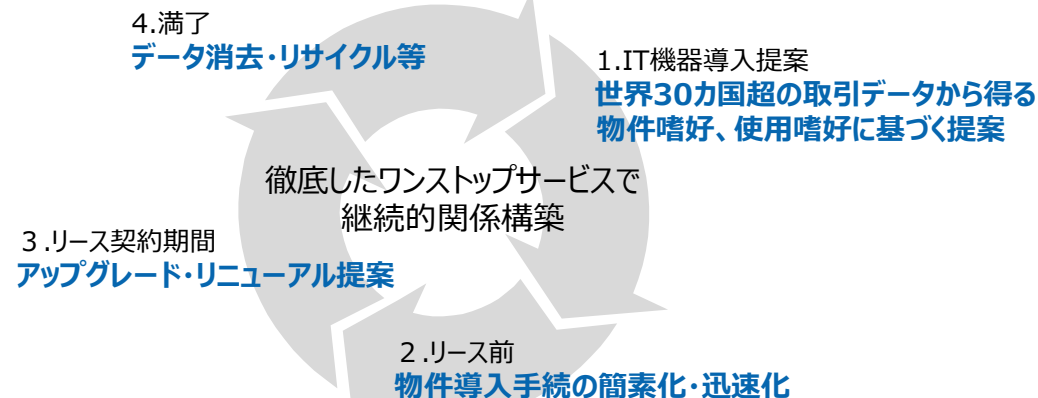 4.満了
データ消去・リサイクル等
1.IT機器導入提案
世界30カ国超の取引データから得る
物件嗜好、使用嗜好に基づく提案
徹底したワンストップサービスで
継続的関係構築
３.リース契約期間
アップグレード・リニューアル提案
２.リース前
物件導入手続の簡素化・迅速化